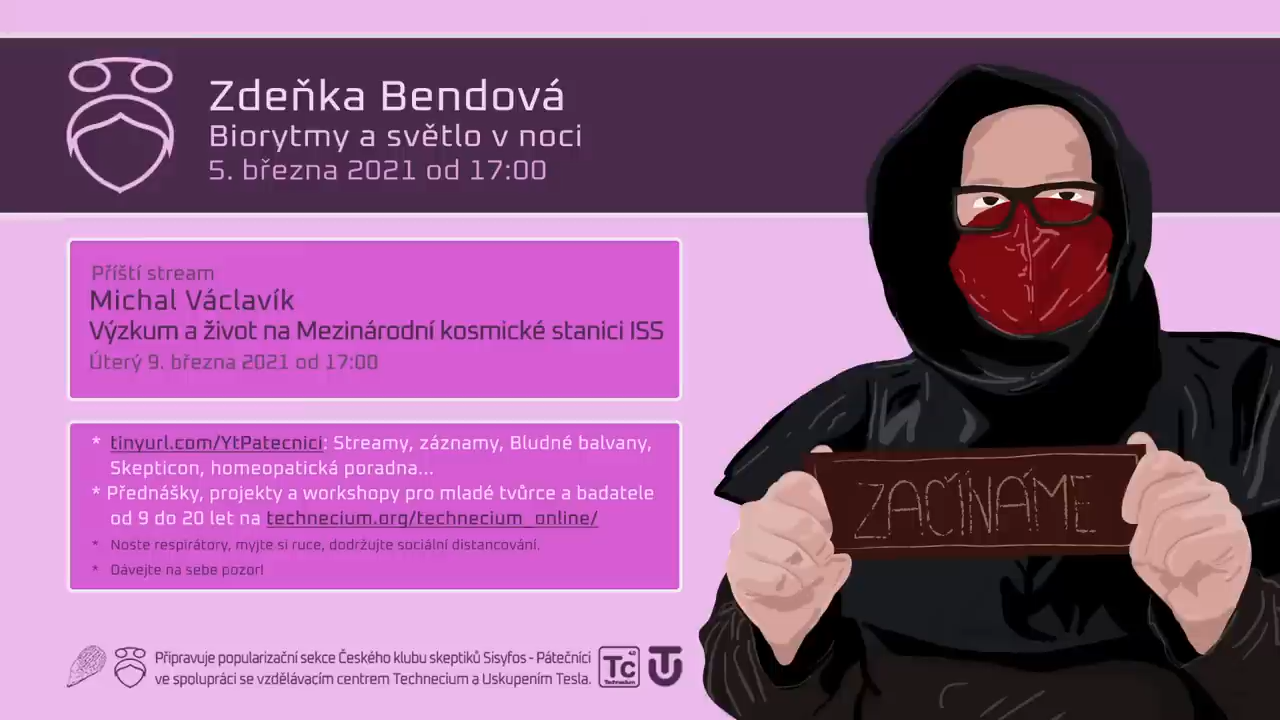 Zdeňka Bendová
Biorytmy a světlo v noci
5. března 2021 od 17:00
Příští stream
Michal Václavík
Výzkum a život na Mezinárodní kosmické stanici ISS
Úterý 9. března 2021 od 17:00
* tinyurl.com/YtPatecnici: Streamy, záznamy, Bludné balvany,
Skepticon, homeopatická poradna...
* Přednášky, projekty a workshopy pro mladé tvůrce a badatele
od 9 do 20 let na technecium.org/technecium_online/
* Noste respirátory, myjte si ruce, dodržujte sociální distancování.
* Dávejte na sebe pozor!
ZAČÍNÁME
Připravuje popularizační sekce Českého klubu skeptiků Sisyfos - Pátečníci
ve spolupráci se vzdělávacím centrem Technecium a Uskupením Tesla.
43
Tc
Technecium